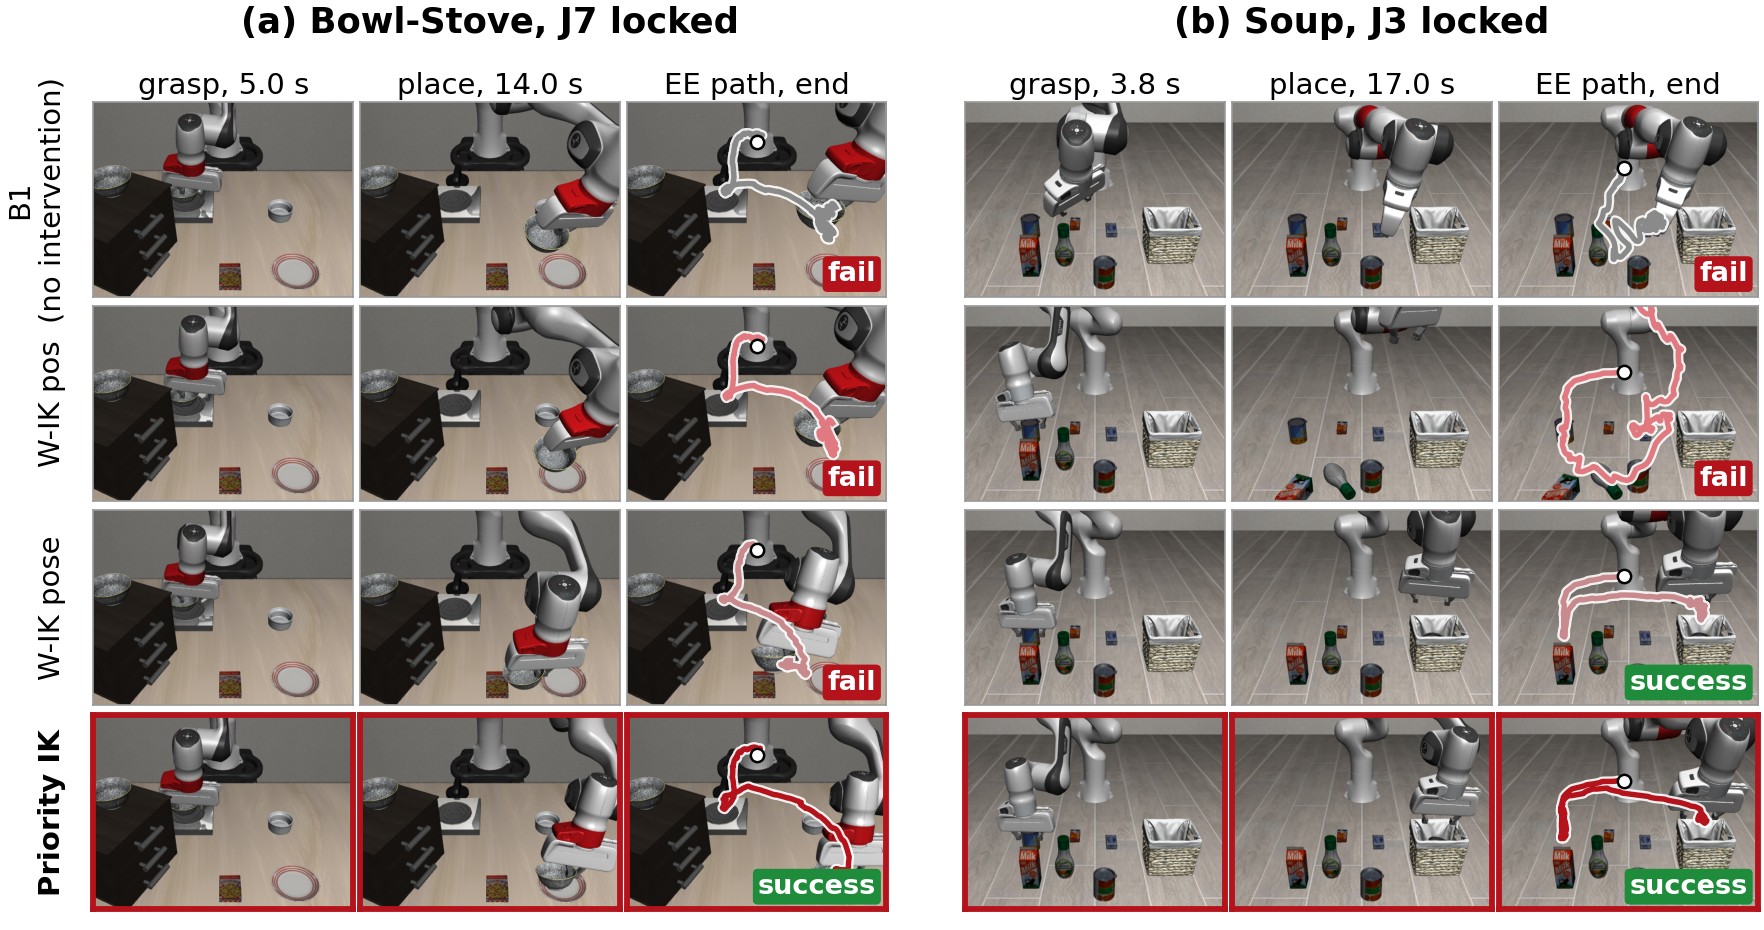 (a) Bowl-Stove, J7 locked
(b) Soup, J3 locked
grasp, 5.0 s
place, 14.0 s
EE path, end
grasp, 3.8 s
place, 17.0 s
EE path, end
B1
(no intervention)
fail
fail
W-IK pos
fail
fail
W-IK pose
fail
success
Priority IK
success
success